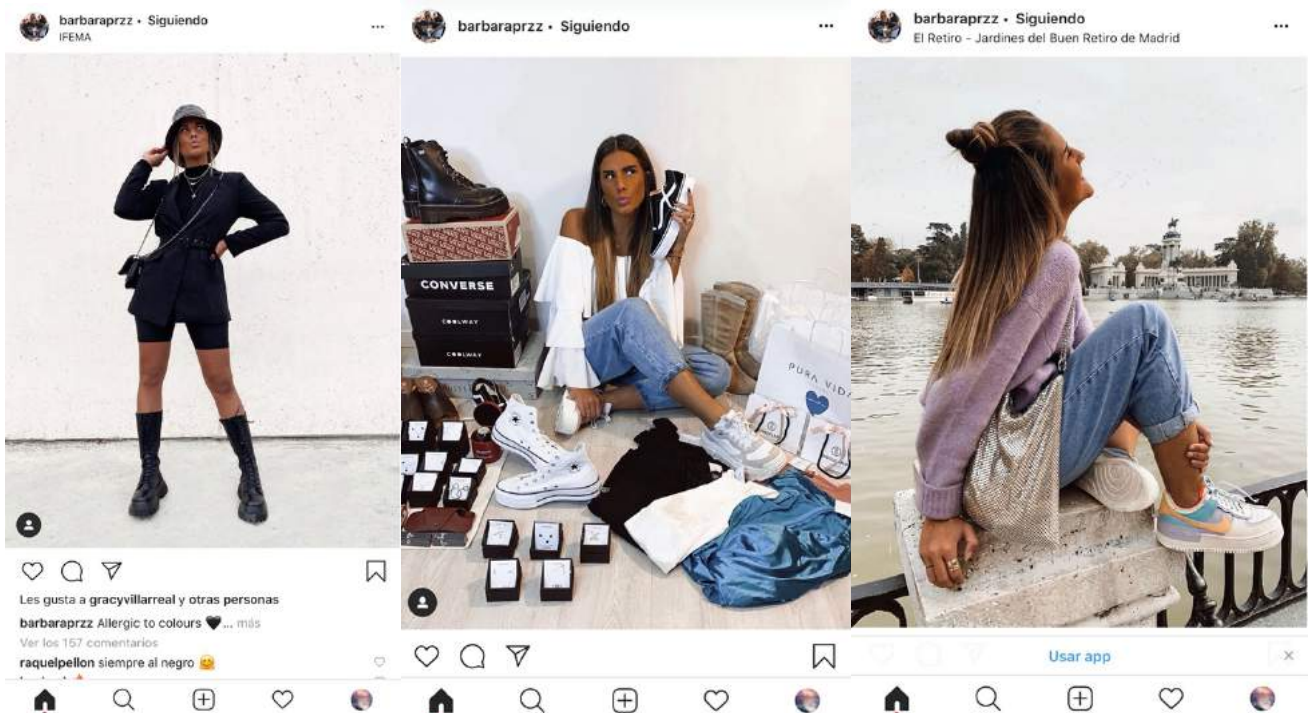 barbaraprzz • Siguiendo
IFEMA
Les gusta a gracyvillarreal y otras personas
barbaraprzz Allergic to colours 🖤... más
Ver los 157 comentarios
raquelpellon siempre al negro 😊
barbaraprzz • Siguiendo
CONVERSE
COOLWAY
COOLWAY
PURA VIDA
barbaraprzz • Siguiendo
El Retiro - Jardines del Buen Retiro de Madrid
Usar app